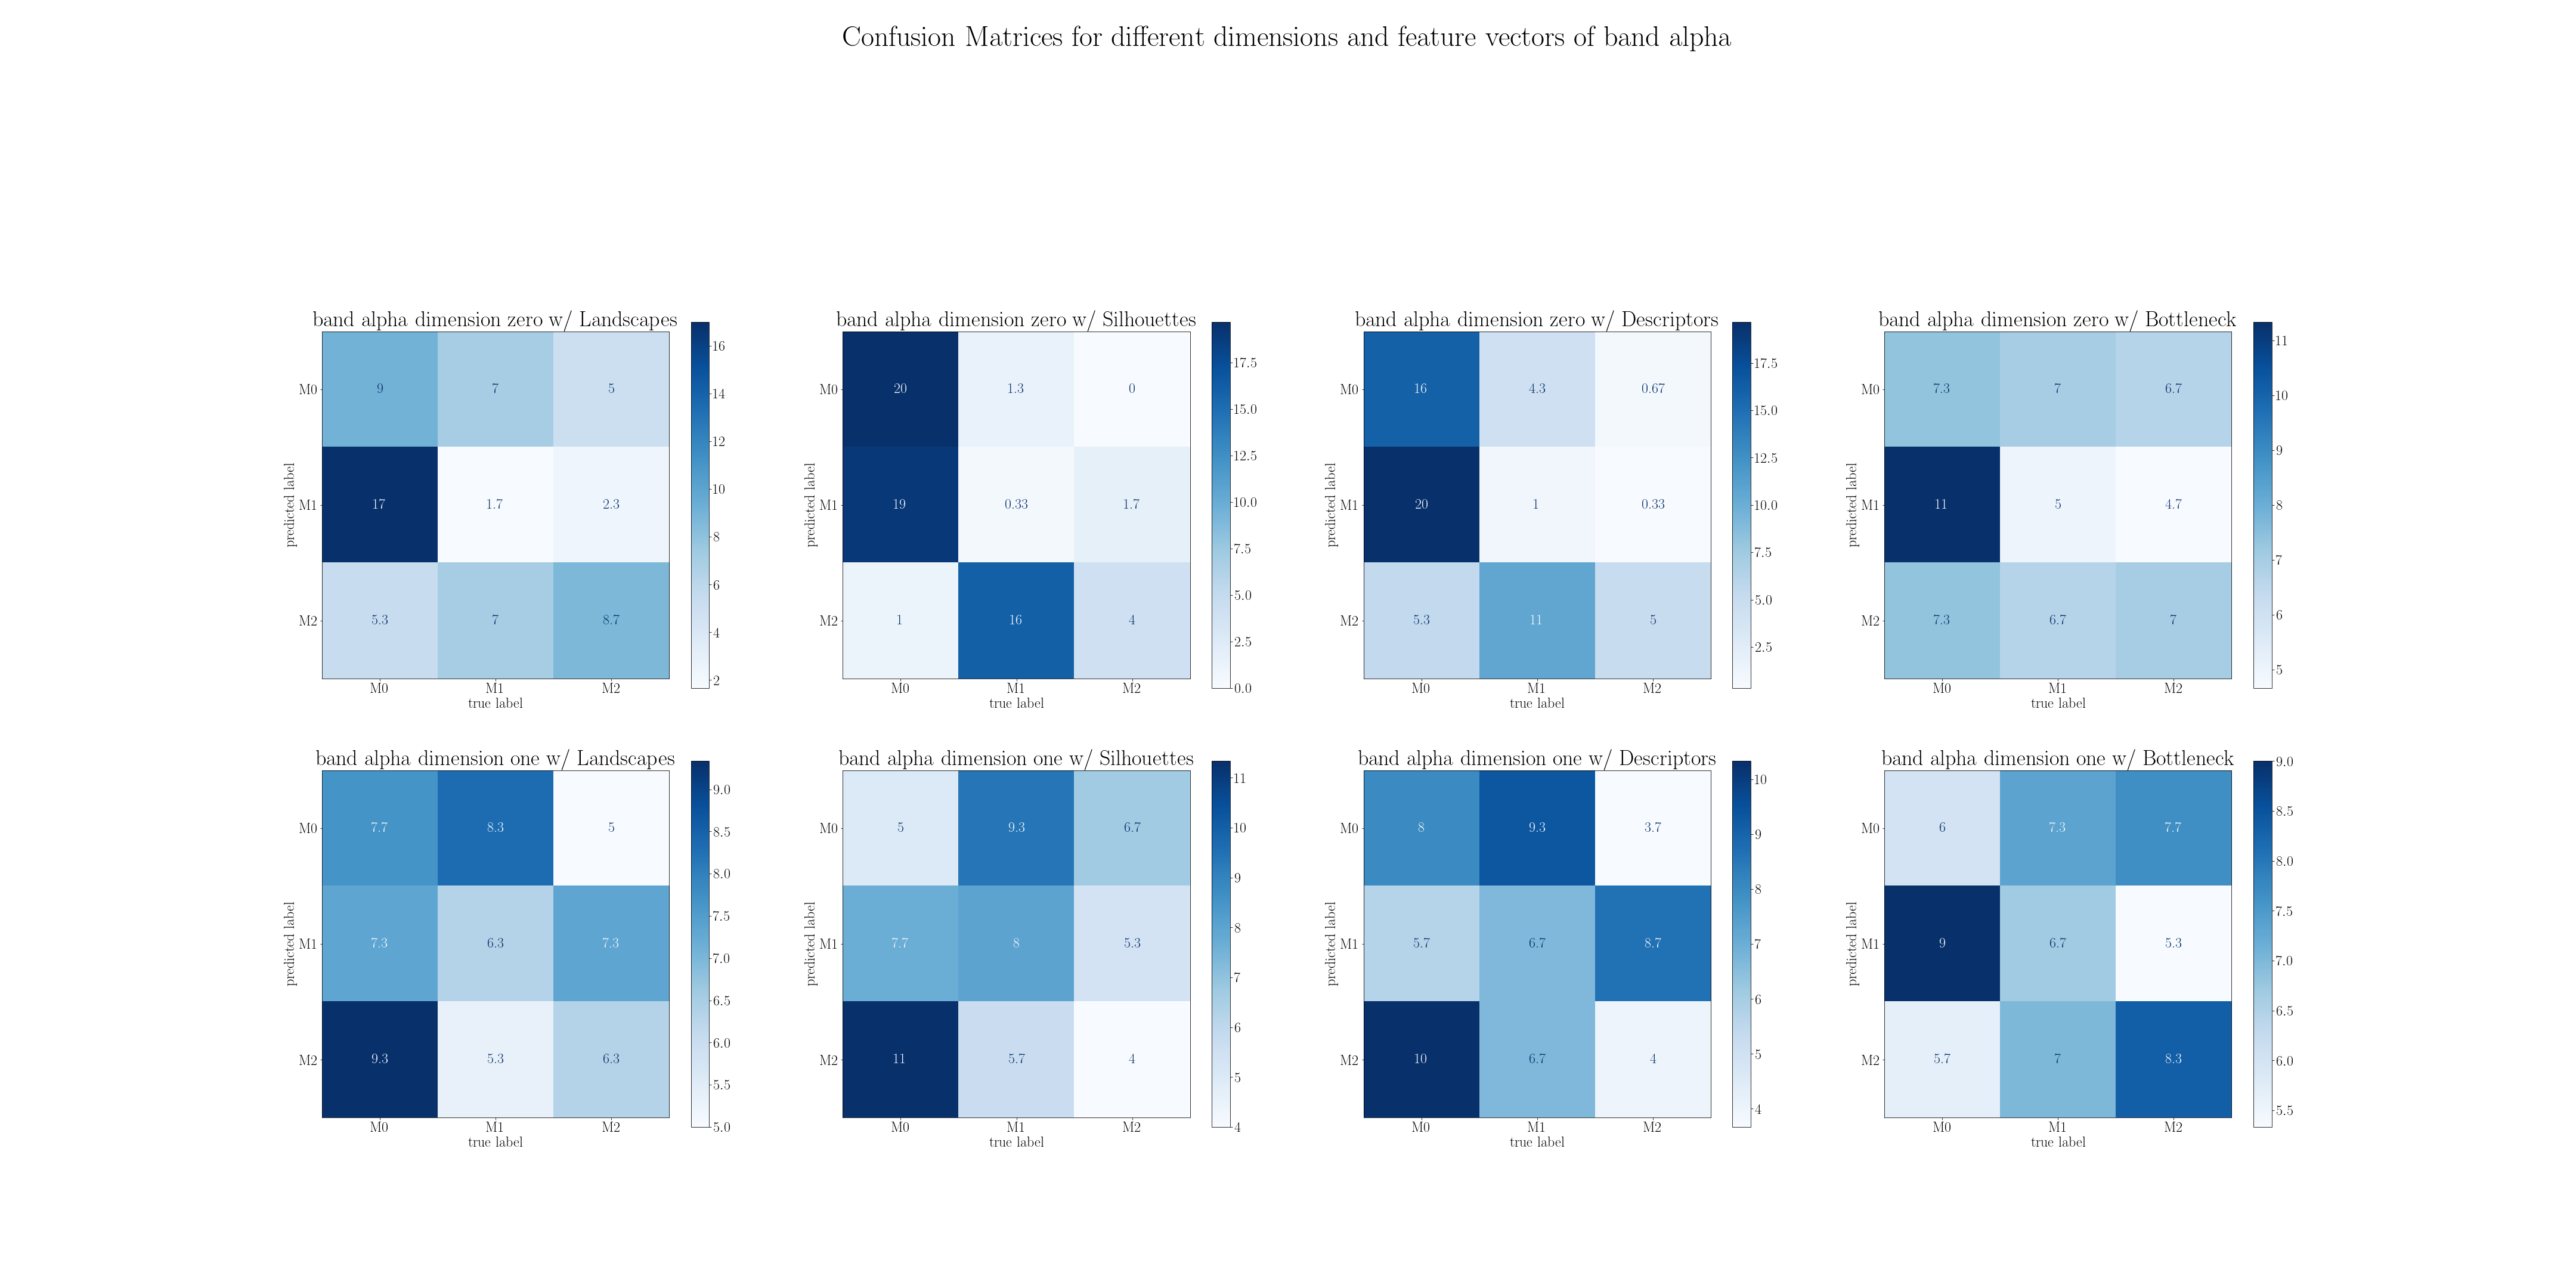 Confusion Matrices for different dimensions and feature vectors of band alpha
band alpha dimension zero w/ Landscapes
predicted label
M0 9 7 5
M1 17 1.7 2.3
M2 5.3 7 8.7
M0 M1 M2
true label
16
14
12
10
8
6
4
2
band alpha dimension zero w/ Silhouettes
predicted label
M0 20 1.3 0
M1 19 0.33 1.7
M2 1 16 4
M0 M1 M2
true label
17.5
15.0
12.5
10.0
7.5
5.0
2.5
0.0
band alpha dimension zero w/ Descriptors
predicted label
M0 16 4.3 0.67
M1 20 1 0.33
M2 5.3 11 5
M0 M1 M2
true label
17.5
15.0
12.5
10.0
7.5
5.0
2.5
band alpha dimension zero w/ Bottleneck
predicted label
M0 7.3 7 6.7
M1 11 5 4.7
M2 7.3 6.7 7
M0 M1 M2
true label
11
10
9
8
7
6
5
band alpha dimension one w/ Landscapes
predicted label
M0 7.7 8.3 5
M1 7.3 6.3 7.3
M2 9.3 5.3 6.3
M0 M1 M2
true label
9.0
8.5
8.0
7.5
7.0
6.5
6.0
5.5
5.0
band alpha dimension one w/ Silhouettes
predicted label
M0 5 9.3 6.7
M1 7.7 8 5.3
M2 11 5.7 4
M0 M1 M2
true label
11
10
9
8
7
6
5
4
band alpha dimension one w/ Descriptors
predicted label
M0 8 9.3 3.7
M1 5.7 6.7 8.7
M2 10 6.7 4
M0 M1 M2
true label
10
9
8
7
6
5
4
band alpha dimension one w/ Bottleneck
predicted label
M0 6 7.3 7.7
M1 9 6.7 5.3
M2 5.7 7 8.3
M0 M1 M2
true label
9.0
8.5
8.0
7.5
7.0
6.5
6.0
5.5